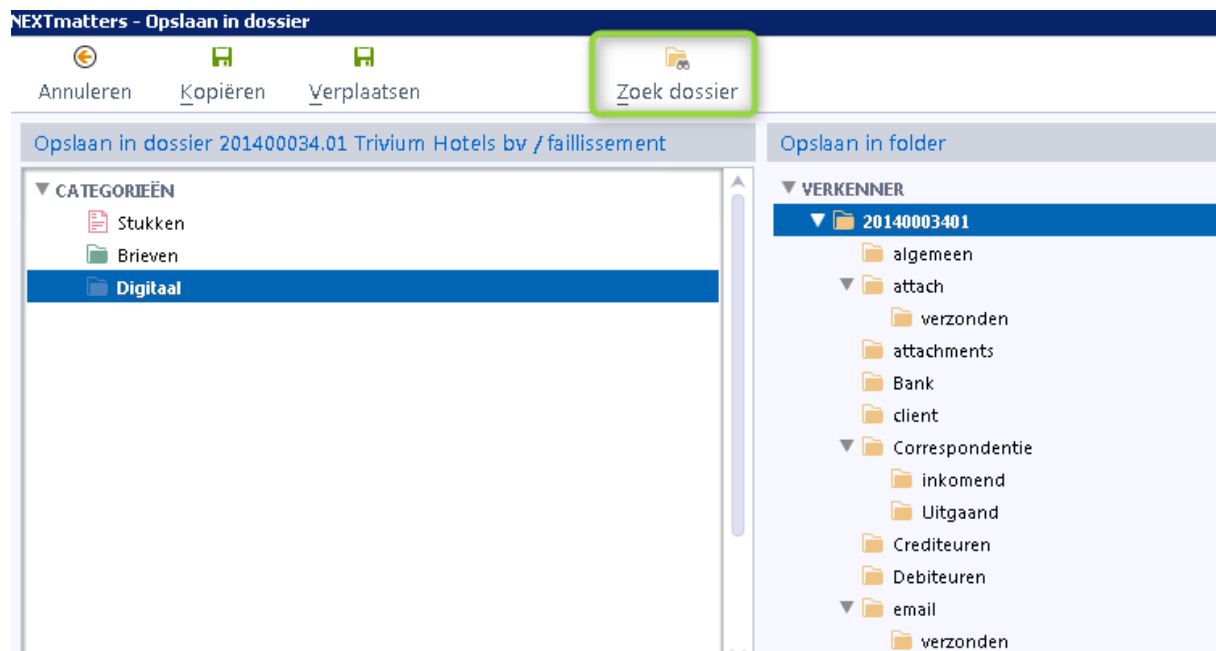 NEXTmatters - Opslaan in dossier
Annuleren Kopiëren Verplaatsen Zoek dossier
Opslaan in dossier 201400034.01 Trivium Hotels bv / faillissement
CATEGORIEËN
Stukken
Brieven
Digitaal
Opslaan in folder
VERKENNER
20140003401
algemeen
attach
verzonden
attachments
Bank
client
Correspondentie
inkomend
Uitgaand
Crediteuren
Debiteuren
email
verzonden